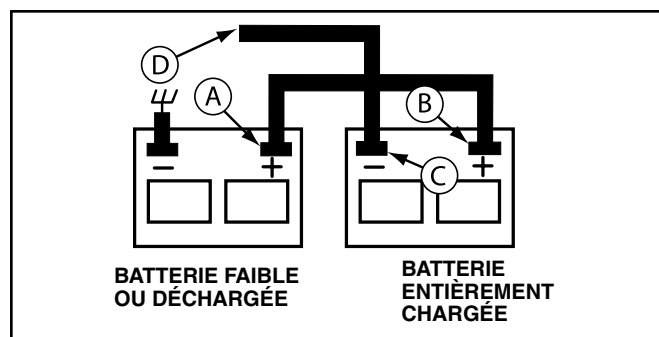 D
A
B
C
− + − +
BATTERIE FAIBLE
OU DÉCHARGÉE
BATTERIE
ENTIÈREMENT
CHARGÉE